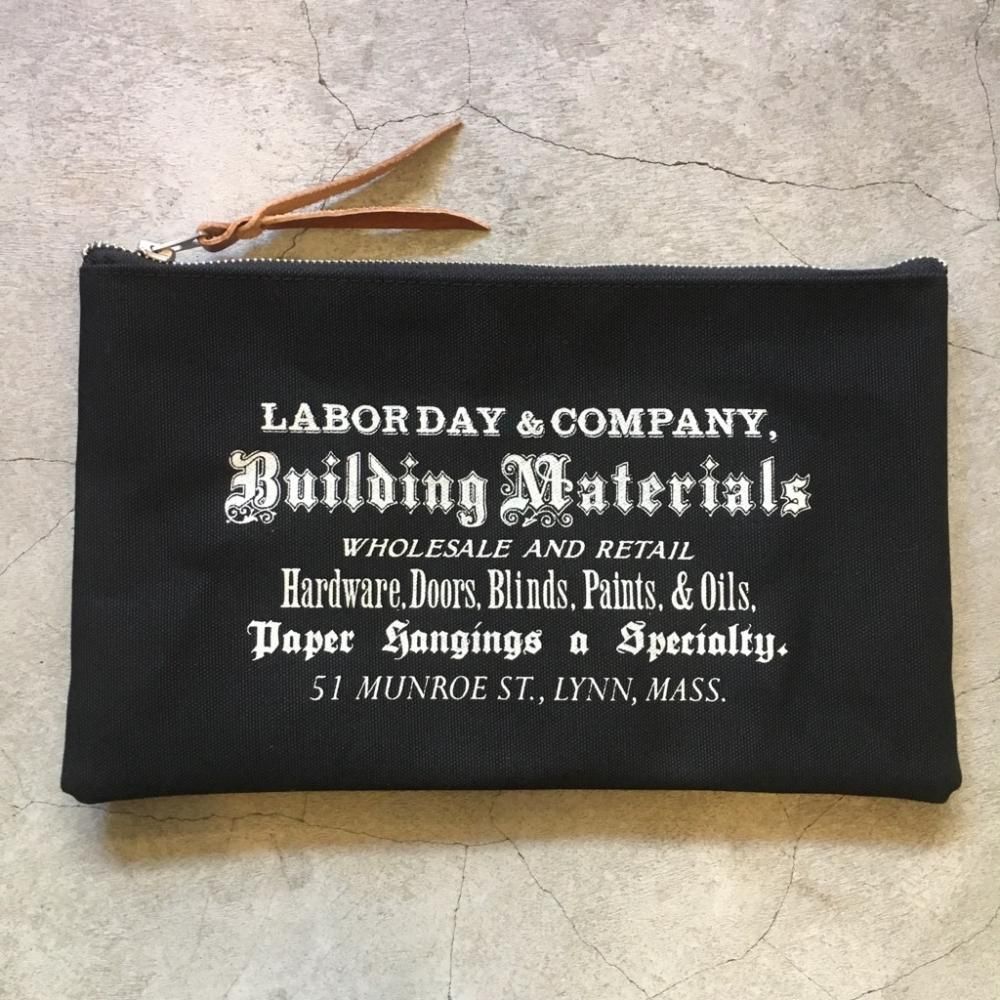 LABOR DAY & COMPANY,
Building Materials
WHOLESALE AND RETAIL
Hardware, Doors, Blinds, Paints, & Oils,
Paper Hangings a Specialty.
51 MUNROE ST., LYNN, MASS.